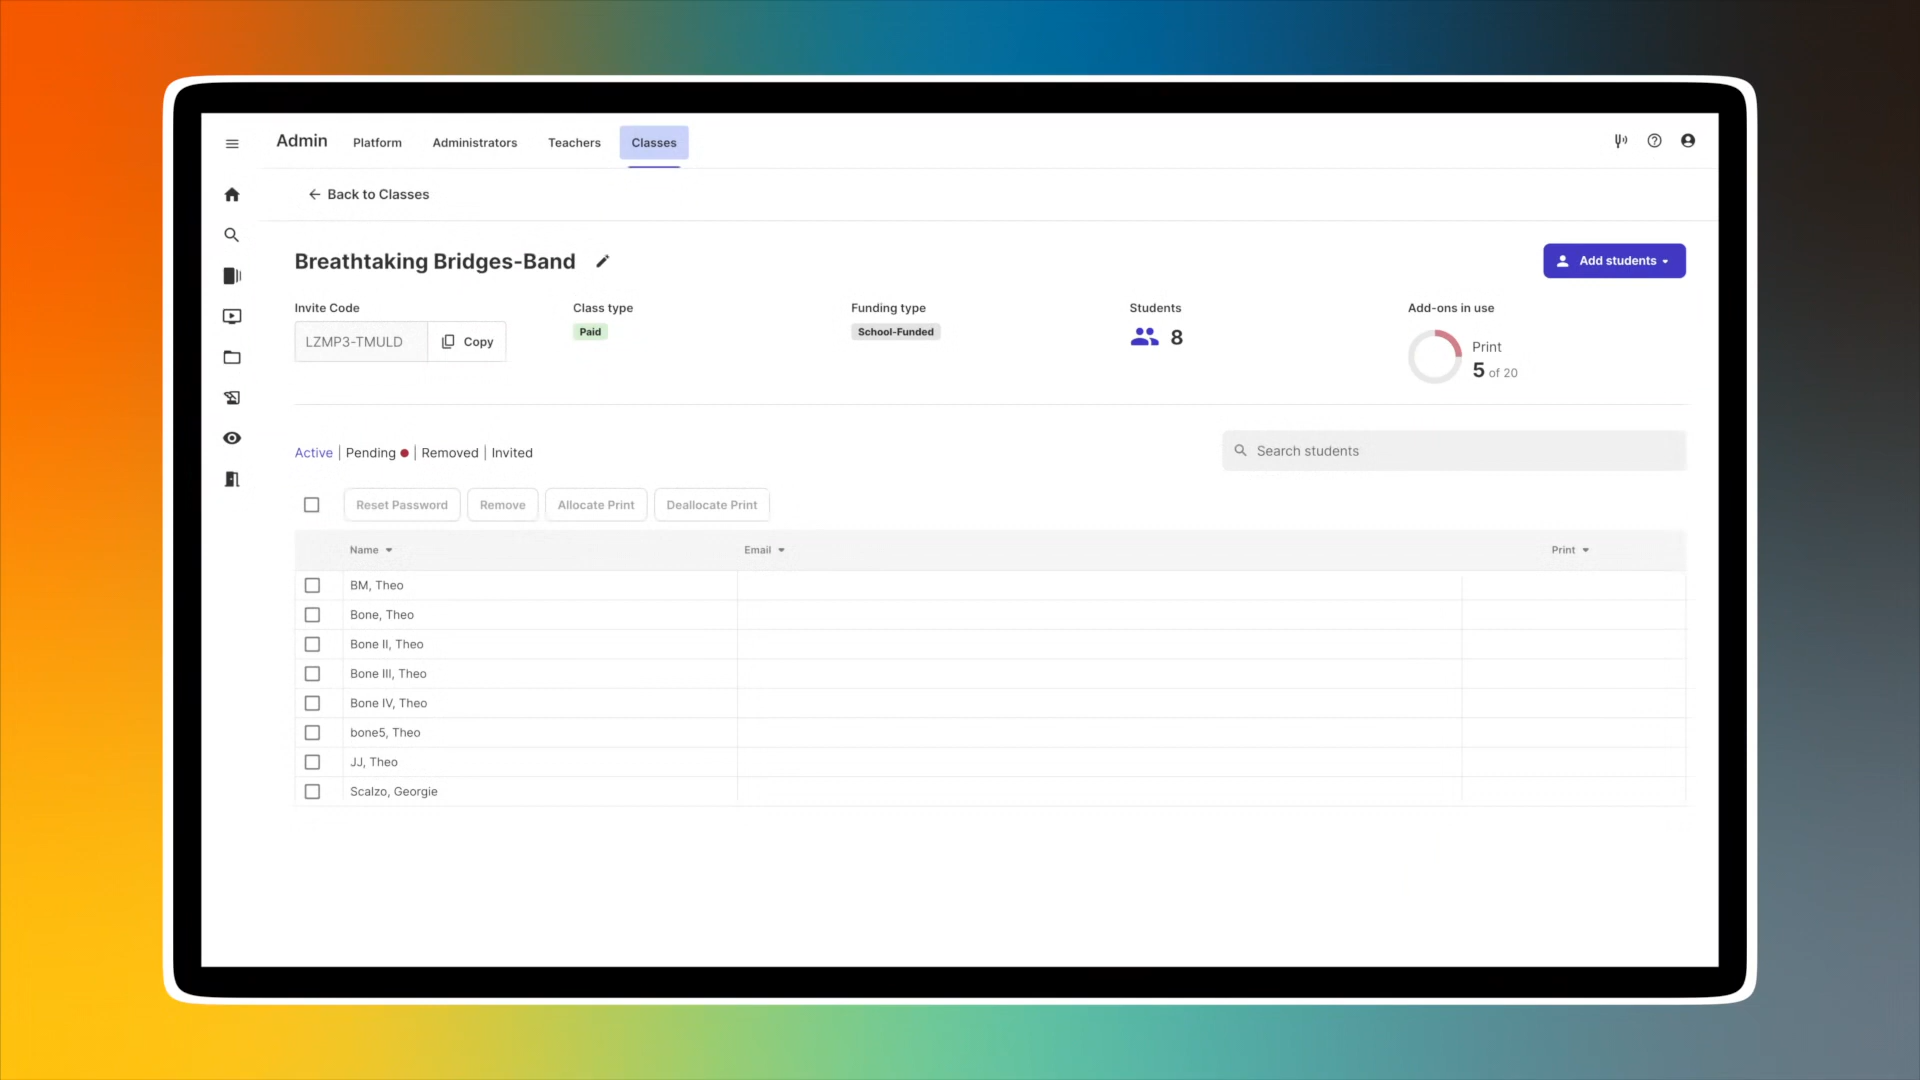 Admin Platform Administrators Teachers Classes
Back to Classes
Breathtaking Bridges-Band
Add students
Invite Code Class type Funding type Students Add-ons in use
LZMP3-TMULD Copy Paid School-Funded 8 Print
5 of 20
Active | Pending | Removed | Invited
Search students
Reset Password Remove Allocate Print Deallocate Print
Name Email Print
BM, Theo
Bone, Theo
Bone II, Theo
Bone III, Theo
Bone IV, Theo
bone5, Theo
JJ, Theo
Scalzo, Georgie